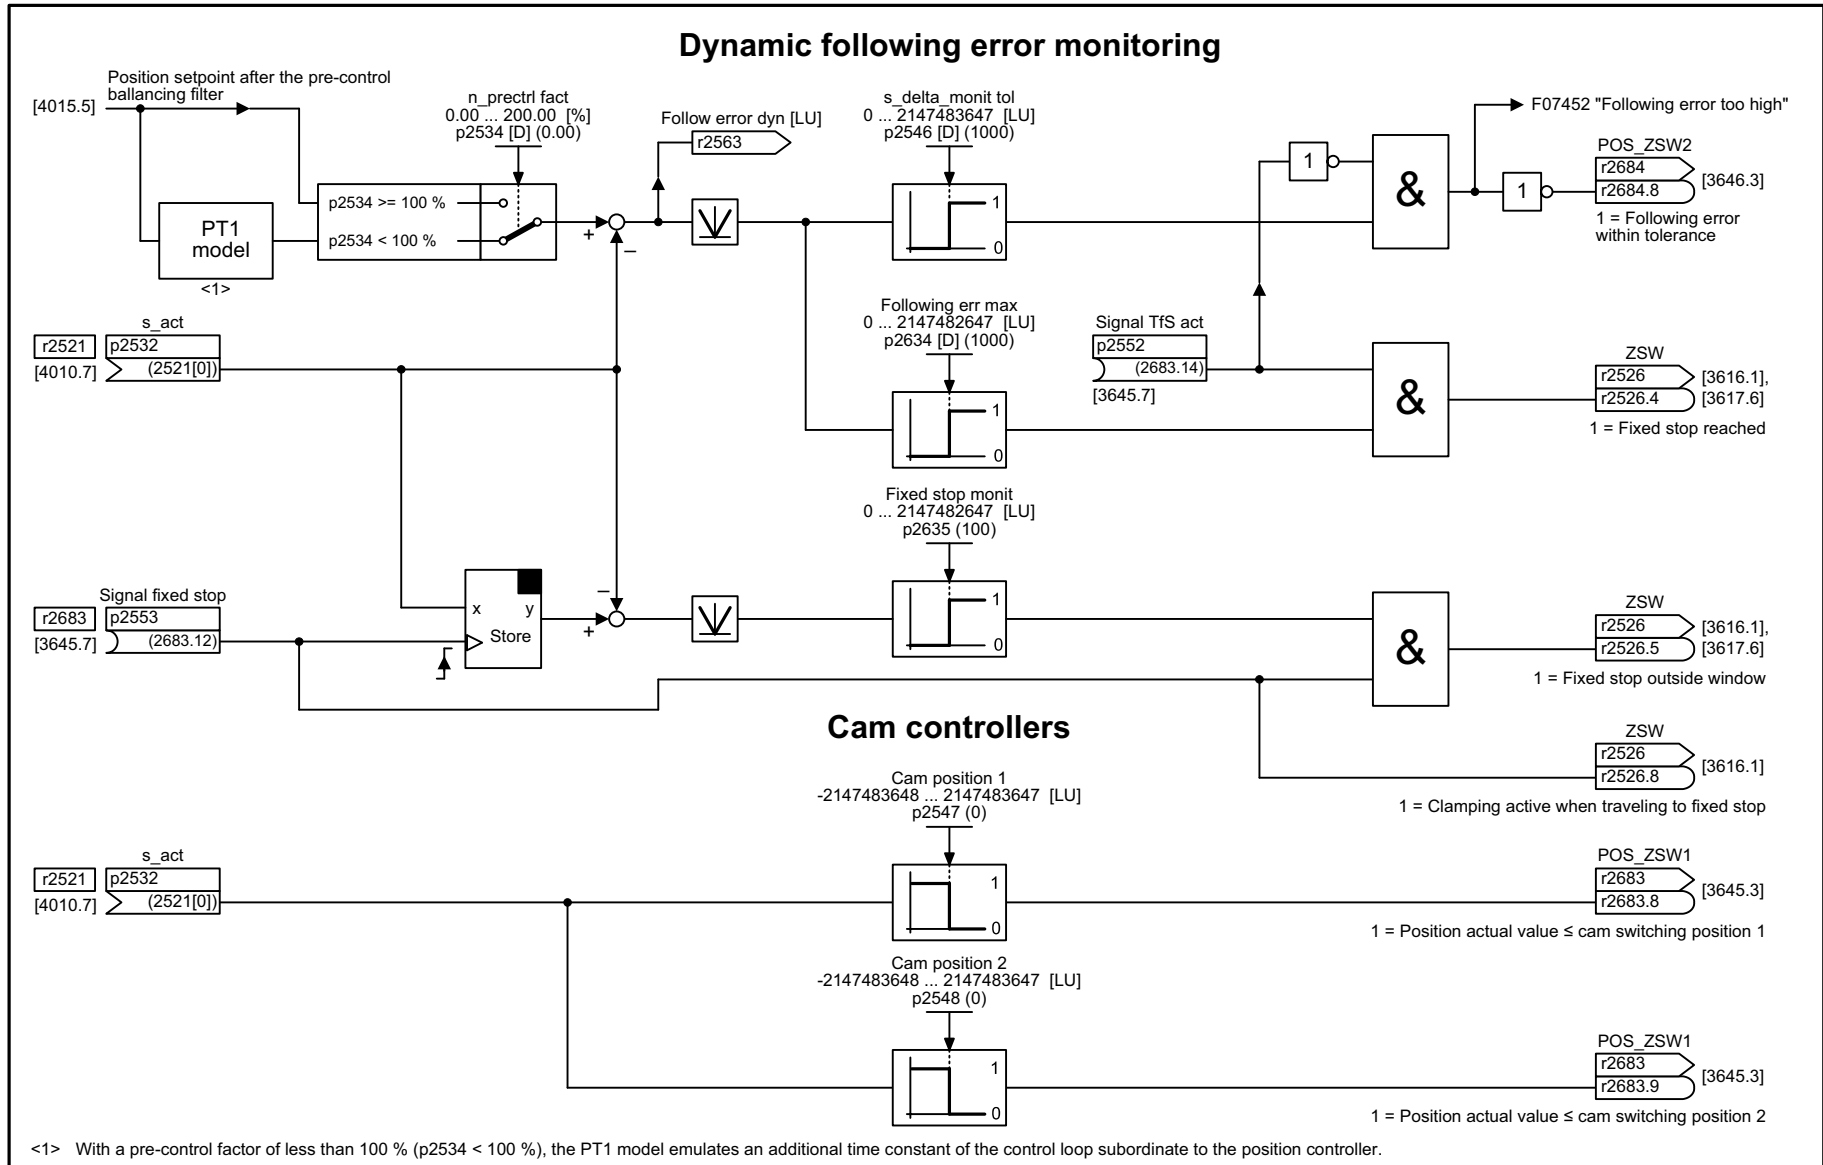 Dynamic following error monitoring
Position setpoint after the pre-control
ballancing filter
[4015.5]
n_prectrl fact
0.00 ... 200.00 [%]
p2534 [D] (0.00)
Follow error dyn [LU]
r2563
s_delta_monit tol
0 ... 2147483647 [LU]
p2546 [D] (1000)
F07452 "Following error too high"
POS_ZSW2
r2684
r2684.8
[3646.3]
1 = Following error
within tolerance
1
&
1
p2534 >= 100 %
p2534 < 100 %
PT1
model
<1>
+
–
1
0
s_act
r2521
p2532
[4010.7]
(2521[0])
Following err max
0 ... 2147482647 [LU]
p2634 [D] (1000)
1
0
Signal TfS act
p2552
(2683.14)
[3645.7]
&
ZSW
r2526
r2526.4
[3616.1],
[3617.6]
1 = Fixed stop reached
Fixed stop monit
0 ... 2147482647 [LU]
p2635 (100)
1
0
Signal fixed stop
r2683
p2553
[3645.7]
(2683.12)
x
y
Store
–
+
&
ZSW
r2526
r2526.5
[3616.1],
[3617.6]
1 = Fixed stop outside window
ZSW
r2526
r2526.8
[3616.1]
1 = Clamping active when traveling to fixed stop
Cam controllers
Cam position 1
-2147483648 ... 2147483647 [LU]
p2547 (0)
1
0
s_act
r2521
p2532
[4010.7]
(2521[0])
POS_ZSW1
r2683
r2683.8
[3645.3]
1 = Position actual value ≤ cam switching position 1
Cam position 2
-2147483648 ... 2147483647 [LU]
p2548 (0)
1
0
POS_ZSW1
r2683
r2683.9
[3645.3]
1 = Position actual value ≤ cam switching position 2
<1> With a pre-control factor of less than 100 % (p2534 < 100 %), the PT1 model emulates an additional time constant of the control loop subordinate to the position controller.